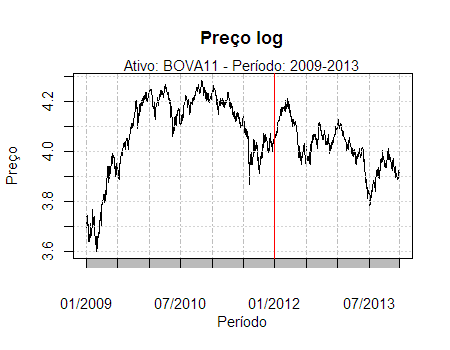 Preço log
Ativo: BOVA11 - Período: 2009-2013
Preço
4.2
4.0
3.8
3.6
01/2009 07/2010 01/2012 07/2013
Período